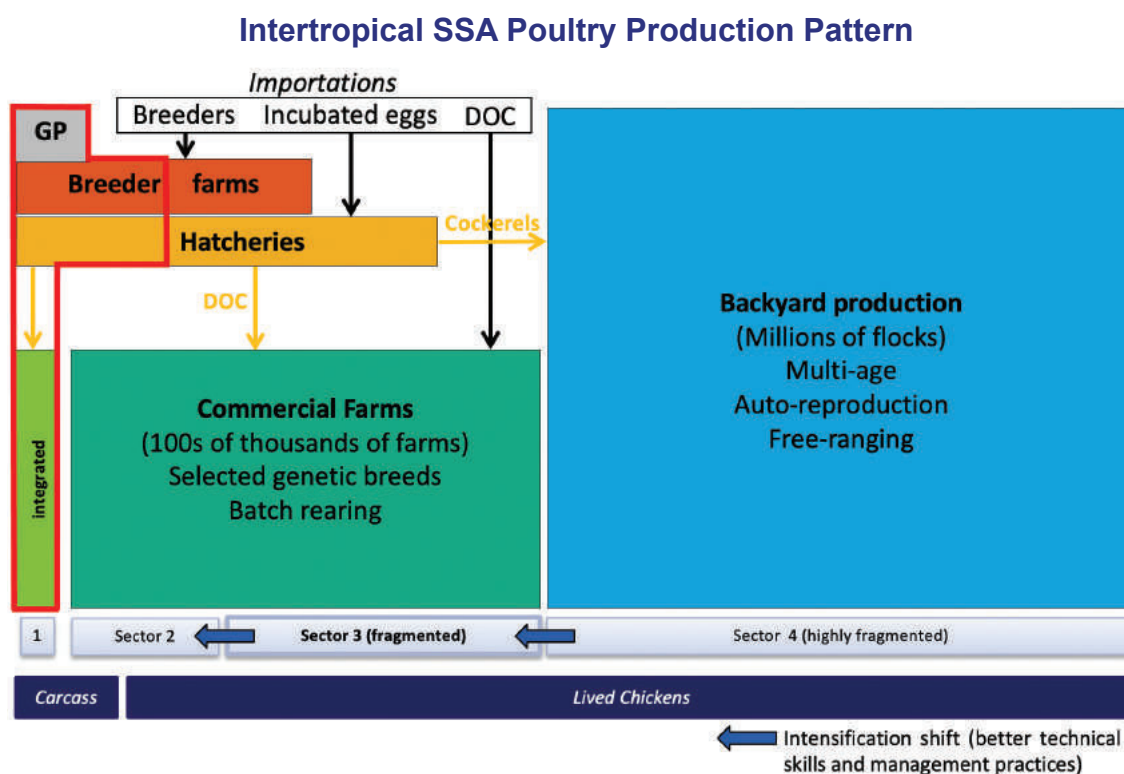 Intertropical SSA Poultry Production Pattern
Importations
Breeders Incubated eggs DOC
GP
Breeder farms
Hatcheries
Cockerels
DOC
integrated
Commercial Farms
(100s of thousands of farms)
Selected genetic breeds
Batch rearing
Backyard production
(Millions of flocks)
Multi-age
Auto-reproduction
Free-ranging
1
Sector 2
Sector 3 (fragmented)
Sector 4 (highly fragmented)
Carcass
Lived Chickens
Intensification shift (better technical
skills and management practices)